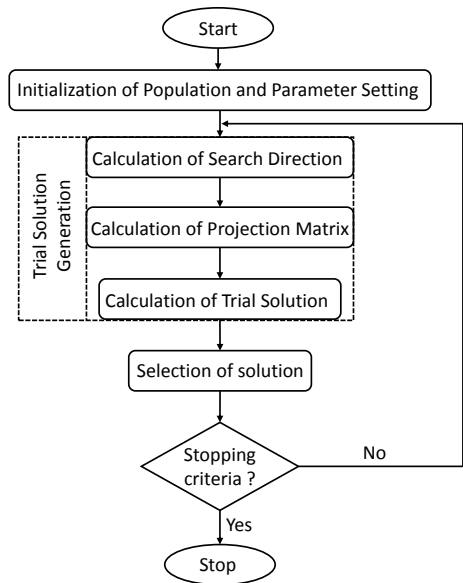 Start
Initialization of Population and Parameter Setting
Trial Solution
Generation
Calculation of Search Direction
Calculation of Projection Matrix
Calculation of Trial Solution
Selection of solution
Stopping
criteria ?
No
Yes
Stop